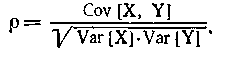 ρ = Cov [X, Y] / √Var [X]·Var [Y] .